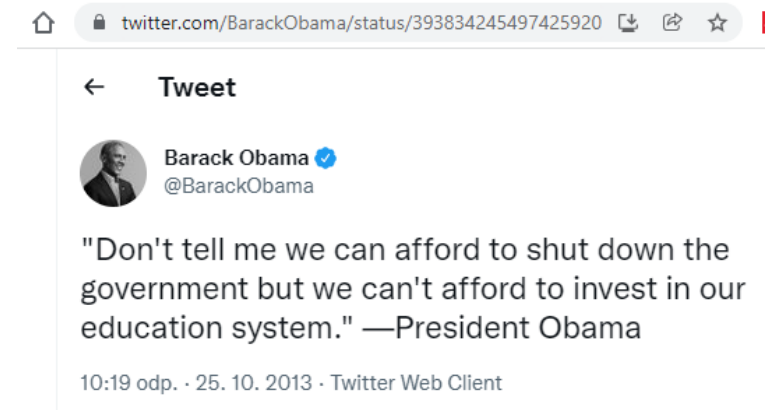 twitter.com/BarackObama/status/393834245497425920
Tweet
Barack Obama
@BarackObama
"Don't tell me we can afford to shut down the
government but we can't afford to invest in our
education system." —President Obama
10:19 odp. · 25. 10. 2013 · Twitter Web Client